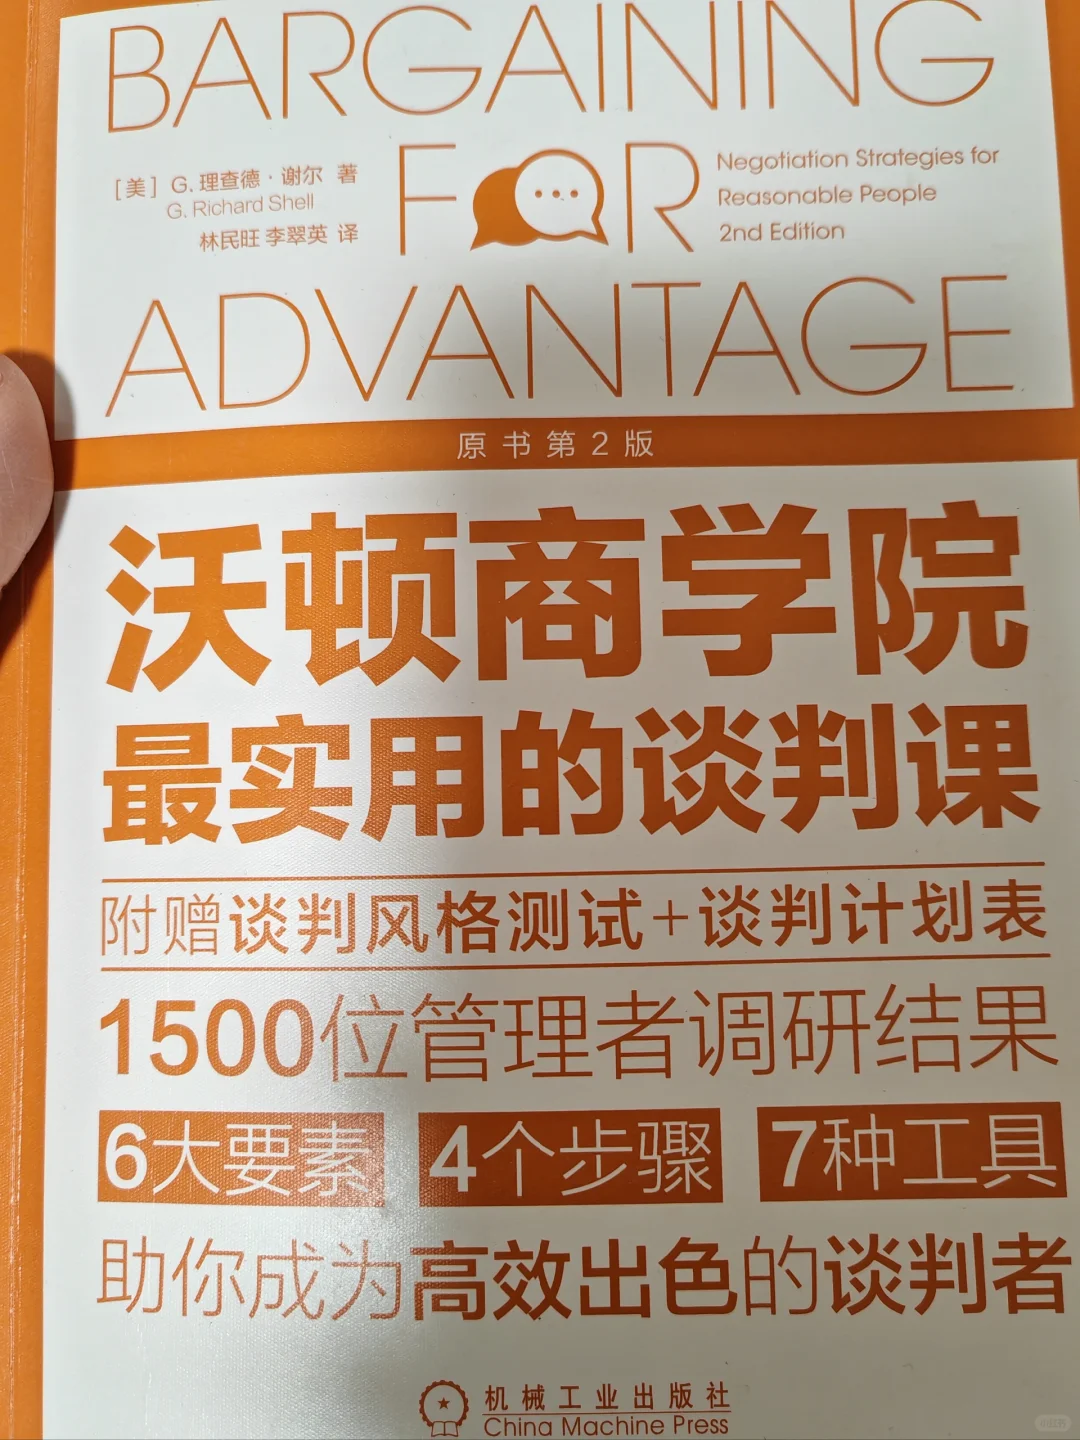 BARGAINING
FOR
ADVANTAGE
[美] G. 理查德·谢尔 著
G. Richard Shell
林民旺 李翠英 译
Negotiation Strategies for
Reasonable People
2nd Edition
原书第2版
沃顿商学院
最实用的谈判课
附赠谈判风格测试+谈判计划表
1500位管理者调研结果
6大要素 4个步骤 7种工具
助你成为高效出色的谈判者
机械工业出版社
China Machine Press
小红书